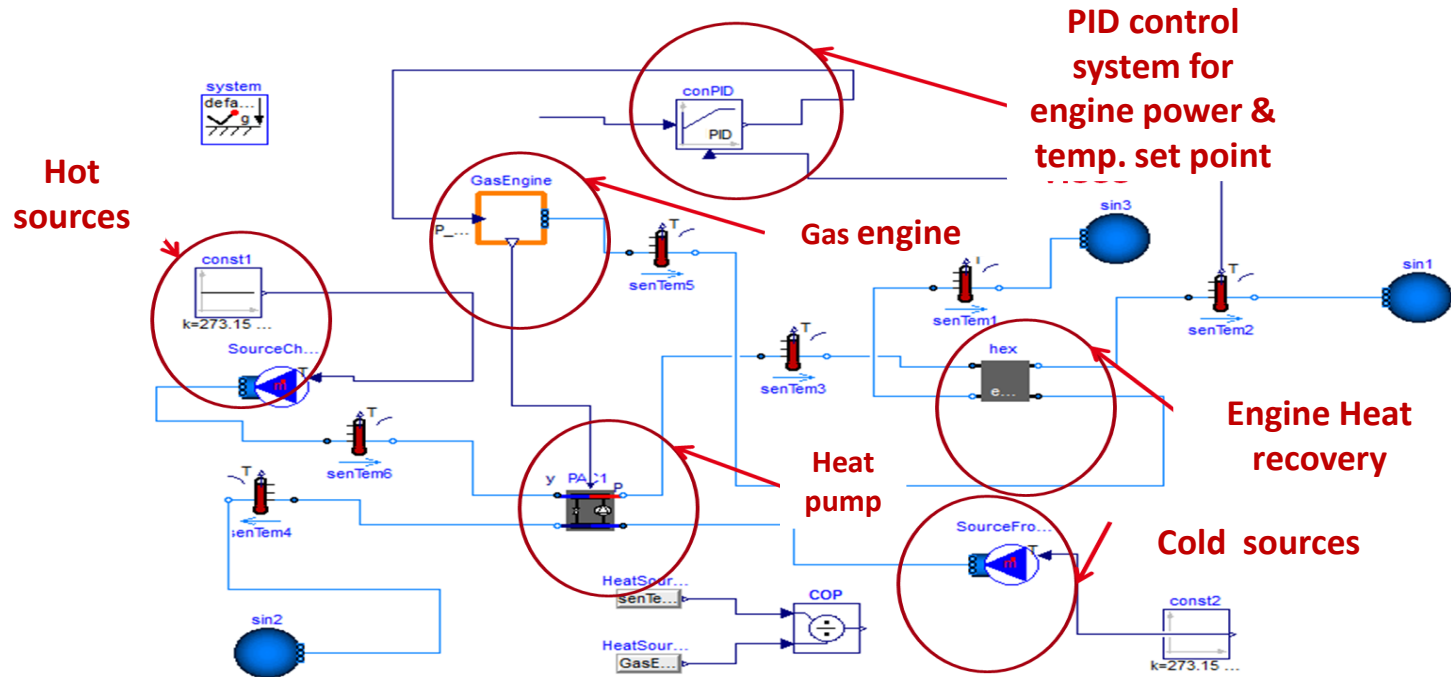 PID control
system for
engine power &
temp. set point
system
defa...
g
conPID
PID
Hot
sources
GasEngine
P_...
Gas engine
T
senTem5
sin3
const1
k=273.15 ...
T
senTem1
T
senTem2
sin1
SourceCh...
m
T
T
senTem3
hex
e...
T
senTem6
Engine Heat
recovery
Heat
pump
y
PAC1
P
T
senTem4
SourceFro...
m
T
Cold sources
HeatSour...
senTe...
COP
÷
const2
k=273.15 ...
sin2
HeatSour...
GasE...